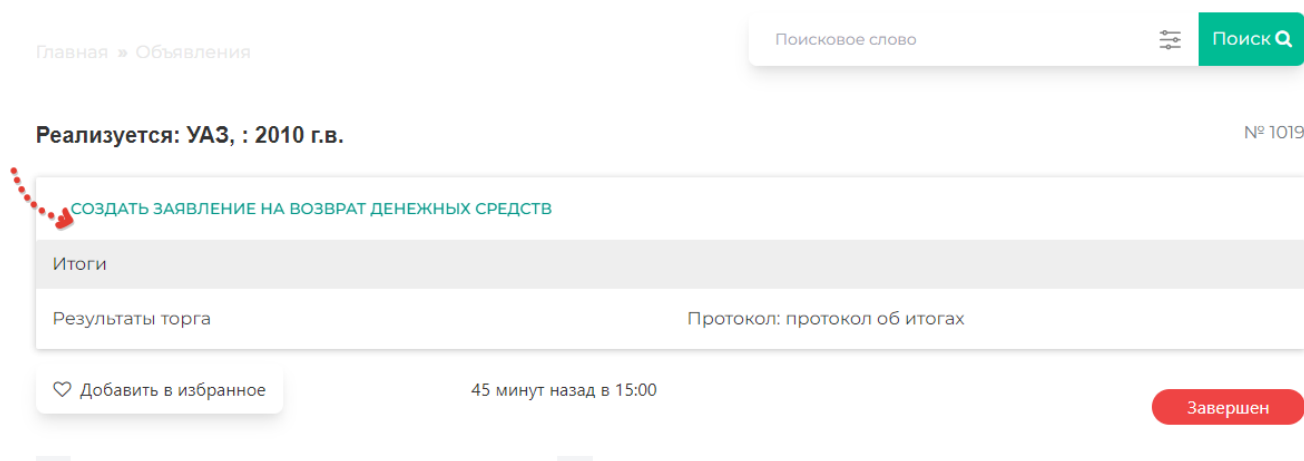 Главная » Объявления
Поисковое слово
Поиск
Реализуется: УАЗ, : 2010 г.в.
№ 1019
СОЗДАТЬ ЗАЯВЛЕНИЕ НА ВОЗВРАТ ДЕНЕЖНЫХ СРЕДСТВ
Итоги
Результаты торга
Протокол: протокол об итогах
Добавить в избранное
45 минут назад в 15:00
Завершен